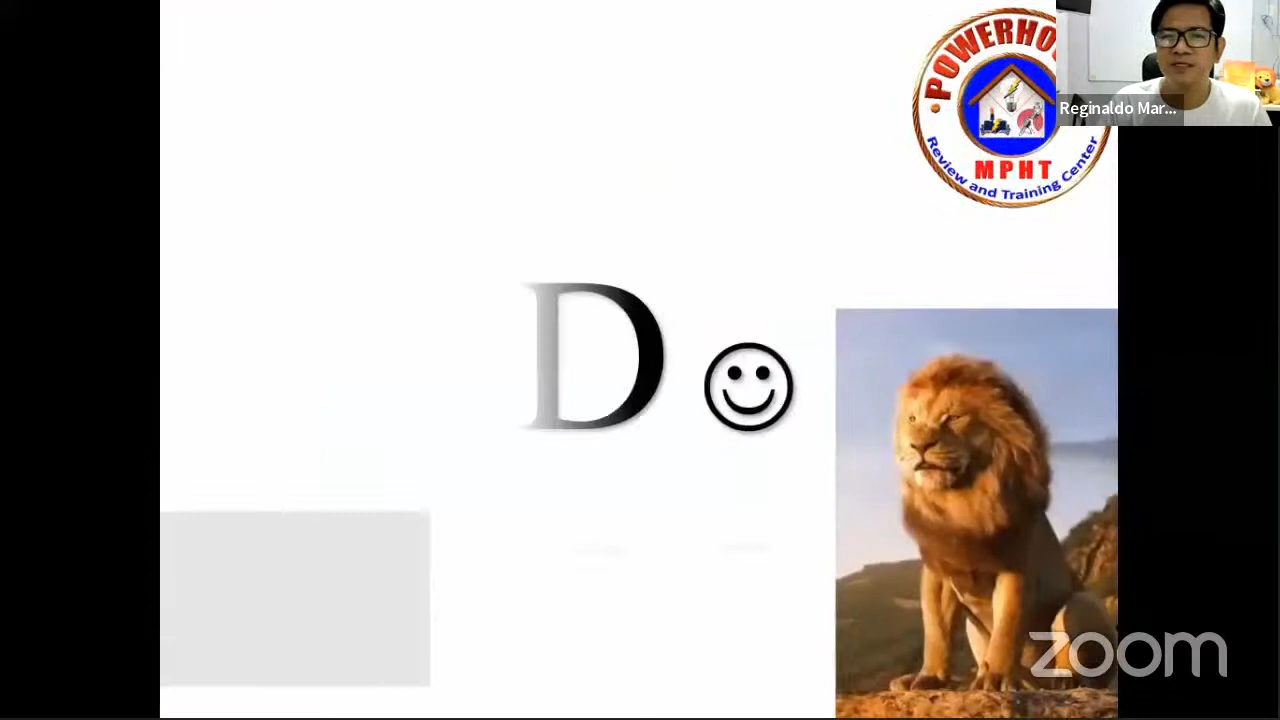 POWERHO
Reginaldo Mar...
MPHT
Review and Training Center
D
zoom